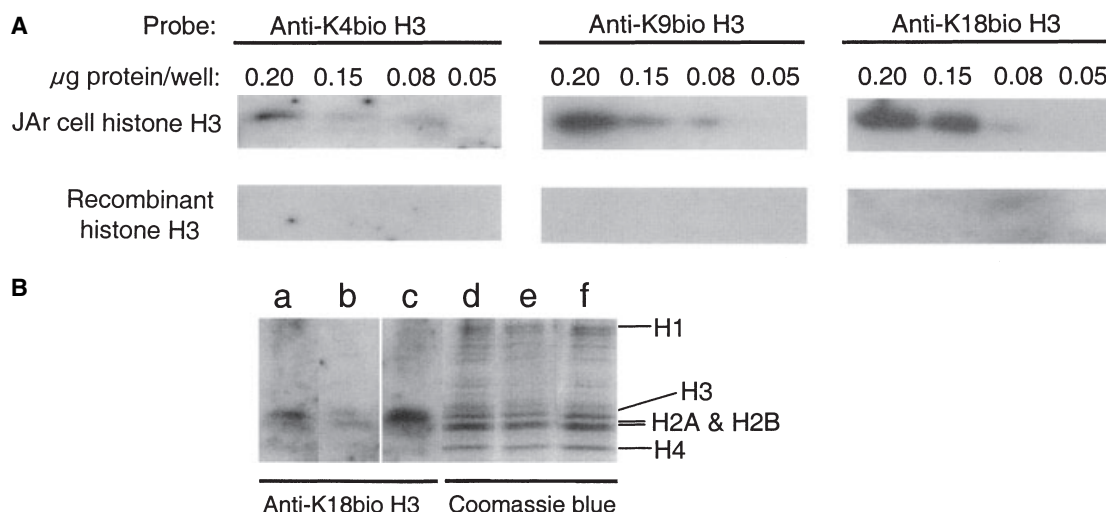 A
Probe: Anti-K4bio H3 Anti-K9bio H3 Anti-K18bio H3
µg protein/well: 0.20 0.15 0.08 0.05 0.20 0.15 0.08 0.05 0.20 0.15 0.08 0.05
JAr cell histone H3
Recombinant
histone H3
B
a b c d e f
H1
H3
H2A & H2B
H4
Anti-K18bio H3 Coomassie blue